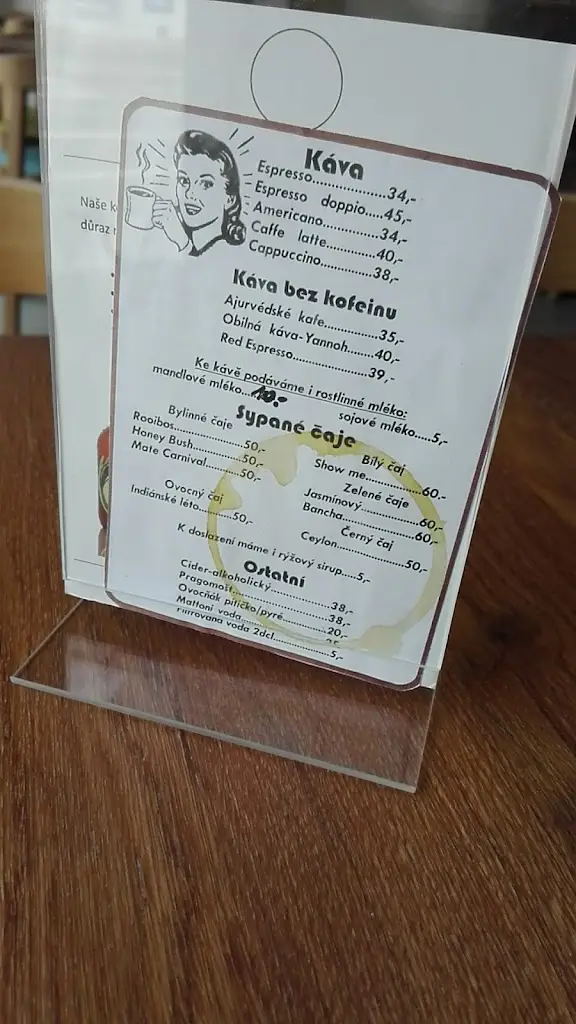 Naše k
důraz
Káva
Espresso...................34,-
Espresso doppio.....45,-
Americano...............34,-
Caffe latte.............40,-
Cappuccino.............38,-
Káva bez kofeinu
Ajurvédské kafe.............35,-
Obilná káva-Yannoh.......40,-
Red Espresso...................39,-
Ke kávě podáváme i rostlinné mléko:
mandlové mléko...10,- sojové mléko.....5,-
Sypané čaje
Bylinné čaje
Rooibos.......................50,-
Honey Bush.............50,-
Mate Carnival.........50,-
Ovocný čaj
Indiánské léto.........50,-
Bílý čaj
Show me...............60,-
Zelené čaje
Jasmínový...............60,-
Bancha...................60,-
Černý čaj
Ceylon...................50,-
K doslazení máme i rýžový sirup.....5,-
Ostatní
Cider-alkoholický...............38,-
Pragomošt.......................38,-
Ovocňák pitíčko/pyré.........20,-
Mattoni voda...................
Filtrovaná voda 2dcl...........5,-